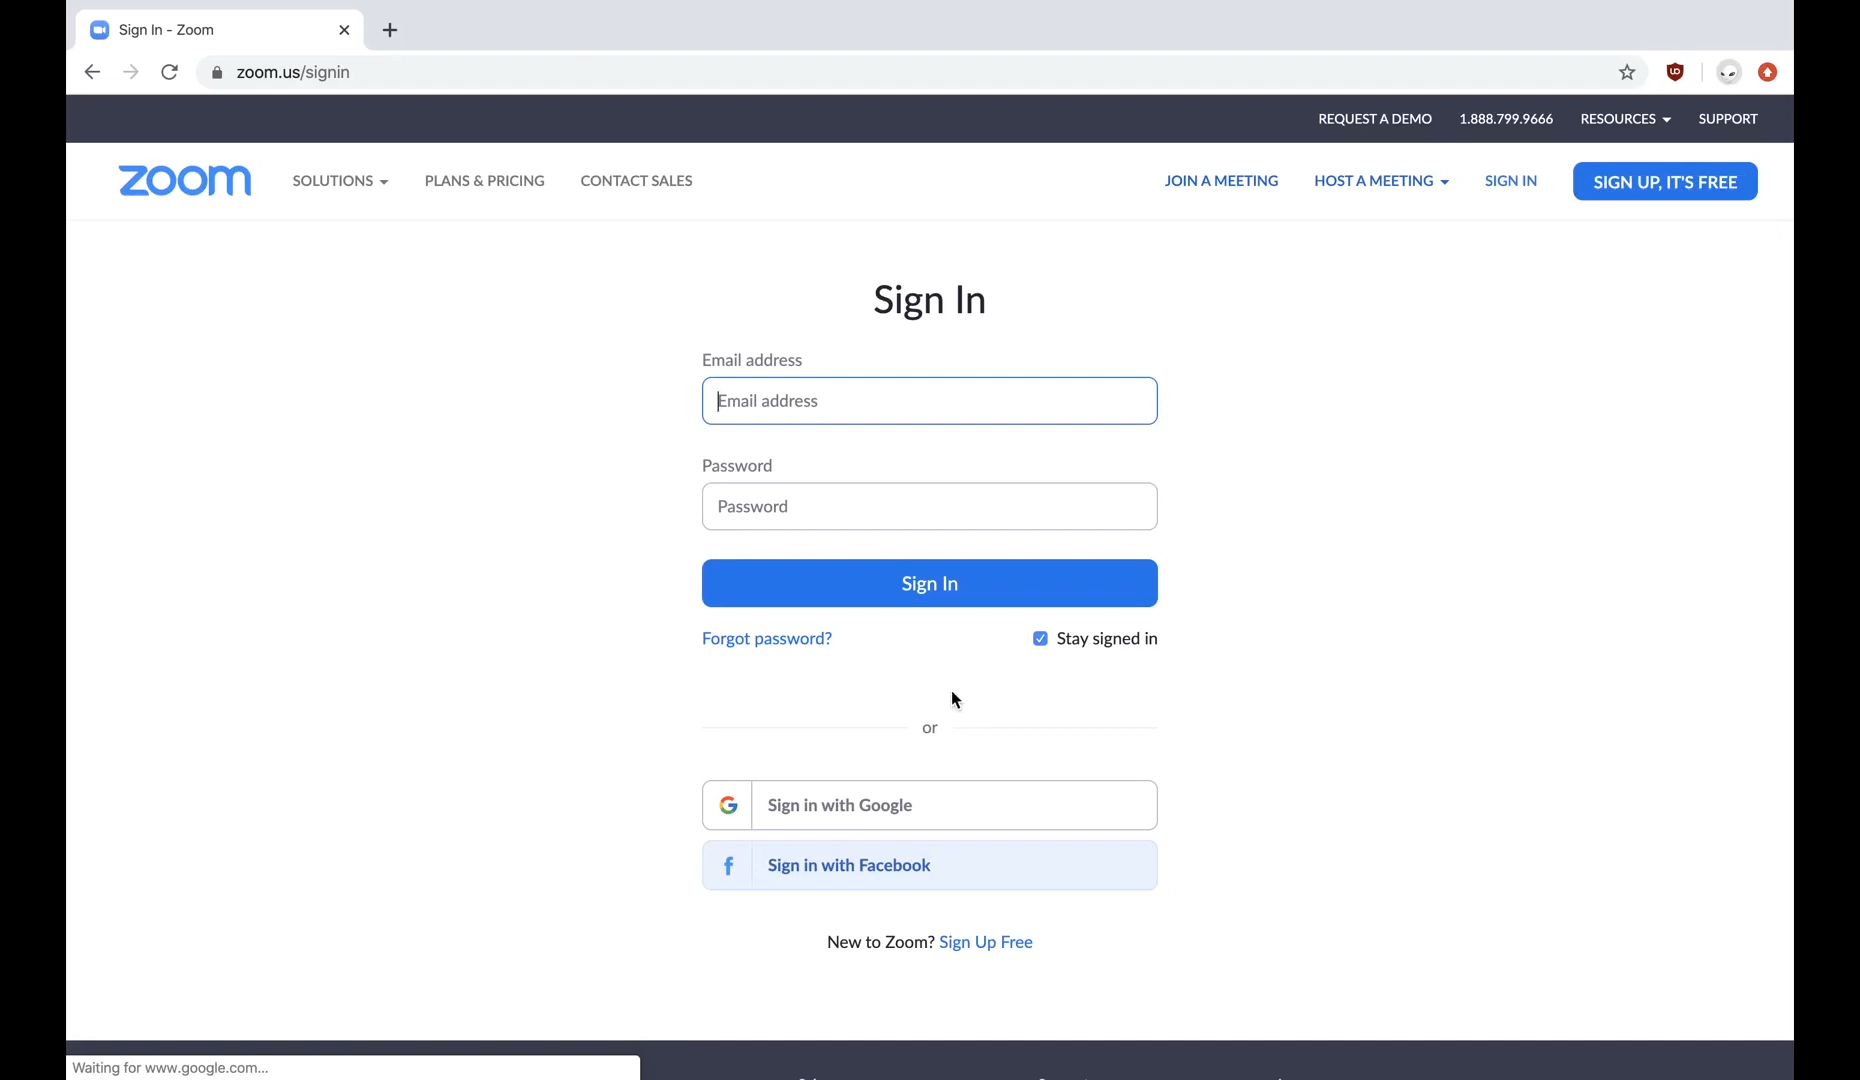 Sign In - Zoom
zoom.us/signin
REQUEST A DEMO 1.888.799.9666 RESOURCES SUPPORT
zoom SOLUTIONS PLANS & PRICING CONTACT SALES JOIN A MEETING HOST A MEETING SIGN IN SIGN UP, IT'S FREE
Sign In
Email address
Email address
Password
Password
Sign In
Forgot password? Stay signed in
or
Sign in with Google
Sign in with Facebook
New to Zoom? Sign Up Free
Waiting for www.google.com...